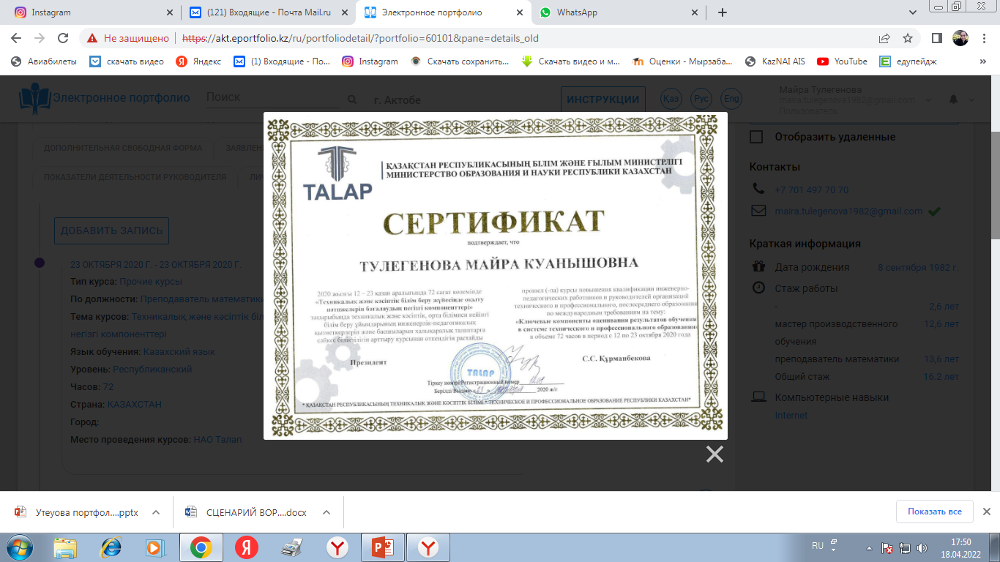 Instagram
(121) Входящие - Почта Mail.ru
Электронное портфолио
WhatsApp
Не защищено
https://akt.eportfolio.kz/ru/portfoliodetail/?portfolio=60101&pane=details_old
Авиабилеты
скачать видео
Яндекс
(1) Входящие - По...
Instagram
Скачать сохранить...
Скачать видео и м...
Оценки - Мырзаба...
KazNAI AIS
YouTube
едупейдж
Электронное портфолио
Поиск
г. Актобе
ИНСТРУКЦИИ
Қаз
Рус
Eng
Майра Тулегенова
maira.tulegenova1982@gmail.com
Пользователь
ДОПОЛНИТЕЛЬНАЯ СВОБОДНАЯ ФОРМА
ЗАЯВЛЕН
ПОКАЗАТЕЛИ ДЕЯТЕЛЬНОСТИ РУКОВОДИТЕЛЯ
ЛИЧ
ДОБАВИТЬ ЗАПИСЬ
23 ОКТЯБРЯ 2020 Г. - 23 ОКТЯБРЯ 2020 Г.
Тип курса: Прочие курсы
По должности: Преподаватель математики
Тема курсов: Техникалық және кәсіптік біл
негізгі компоненттері
Язык обучения: Казахский язык
Уровень: Республиканский
Часов: 72
Страна: КАЗАХСТАН
Город:
Место проведения курсов: НАО Талап
TALAP
ҚАЗАҚСТАН РЕСПУБЛИКАСЫНЫҢ БІЛІМ ЖӘНЕ ҒЫЛЫМ МИНИСТРЛІГІ
МИНИСТЕРСТВО ОБРАЗОВАНИЯ И НАУКИ РЕСПУБЛИКИ КАЗАХСТАН
СЕРТИФИКАТ
подтверждает, что
ТУЛЕГЕНОВА МАЙРА КУАНЫШОВНА
2020 жылғы 12 – 23 қазан аралығында 72 сағат көлемінде
«Техникалық және кәсіптік білім беру жүйесінде оқыту
нәтижелерін бағалаудың негізгі компоненттері»
тақырыбында техникалық және кәсіптік, орта білімнен кейінгі
білім беру ұйымдарының инженерлік-педагогикалық
қызметкерлерін және басшыларын халықаралық талаптарға
сәйкес біліктілігін арттыру курсынан өткендігін растайды
прошел (-ла) курсы повышения квалификации инженерно-
педагогических работников и руководителей организаций
технического и профессионального, послесреднего образования
по международным требованиям на тему:
«Ключевые компоненты оценивания результатов обучения
в системе технического и профессионального образования»
в объеме 72 часов в период с 12 по 23 октября 2020 года
Президент
С.С. Құрманбекова
TALAP
Тіркеу нөмірі/Регистрационный номер
Берілді/Выдано «23» октября 2020 ж/г
* ҚАЗАҚСТАН РЕСПУБЛИКАСЫНЫҢ ТЕХНИКАЛЫҚ ЖӘНЕ КӘСІПТІК БІЛІМІ * ТЕХНИЧЕСКОЕ И ПРОФЕССИОНАЛЬНОЕ ОБРАЗОВАНИЕ РЕСПУБЛИКИ КАЗАХСТАН*
Отобразить удаленные
Контакты
+7 701 497 70 70
maira.tulegenova1982@gmail.com
Краткая информация
Дата рождения 8 сентября 1982 г.
Стаж работы
- 2,6 лет
мастер производственного 12,6 лет
обучения
преподаватель математики 13,6 лет
Общий стаж 16.2 лет
Компьютерные навыки
internet
Утеуова портфол....pptx
СЦЕНАРИЙ ВОР....docx
Показать все
RU
17:50
18.04.2022